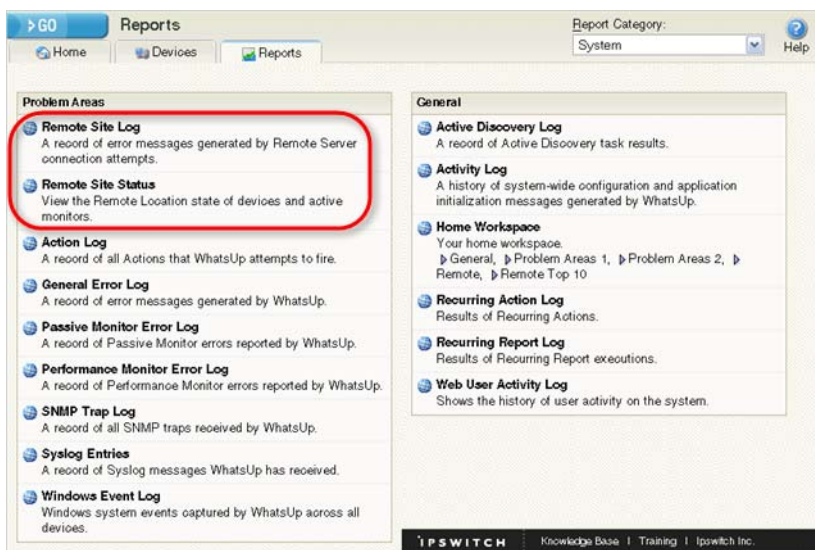 GO
Reports
Report Category:
System
Help
Home
Devices
Reports
Problem Areas
Remote Site Log
A record of error messages generated by Remote Server
connection attempts.
Remote Site Status
View the Remote Location state of devices and active
monitors.
Action Log
A record of all Actions that WhatsUp attempts to fire.
General Error Log
A record of error messages generated by WhatsUp.
Passive Monitor Error Log
A record of Passive Monitor errors reported by WhatsUp.
Performance Monitor Error Log
A record of Performance Monitor errors reported by WhatsUp.
SNMP Trap Log
A record of all SNMP traps received by WhatsUp.
Syslog Entries
A record of Syslog messages WhatsUp has received.
Windows Event Log
Windows system events captured by WhatsUp across all
devices.
General
Active Discovery Log
A record of Active Discovery task results.
Activity Log
A history of system-wide configuration and application
initialization messages generated by WhatsUp.
Home Workspace
Your home workspace.
General, Problem Areas 1, Problem Areas 2,
Remote, Remote Top 10
Recurring Action Log
Results of Recurring Actions.
Recurring Report Log
Results of Recurring Report executions.
Web User Activity Log
Shows the history of user activity on the system.
IPSWITCH
Knowledge Base | Training | Ipswitch Inc.